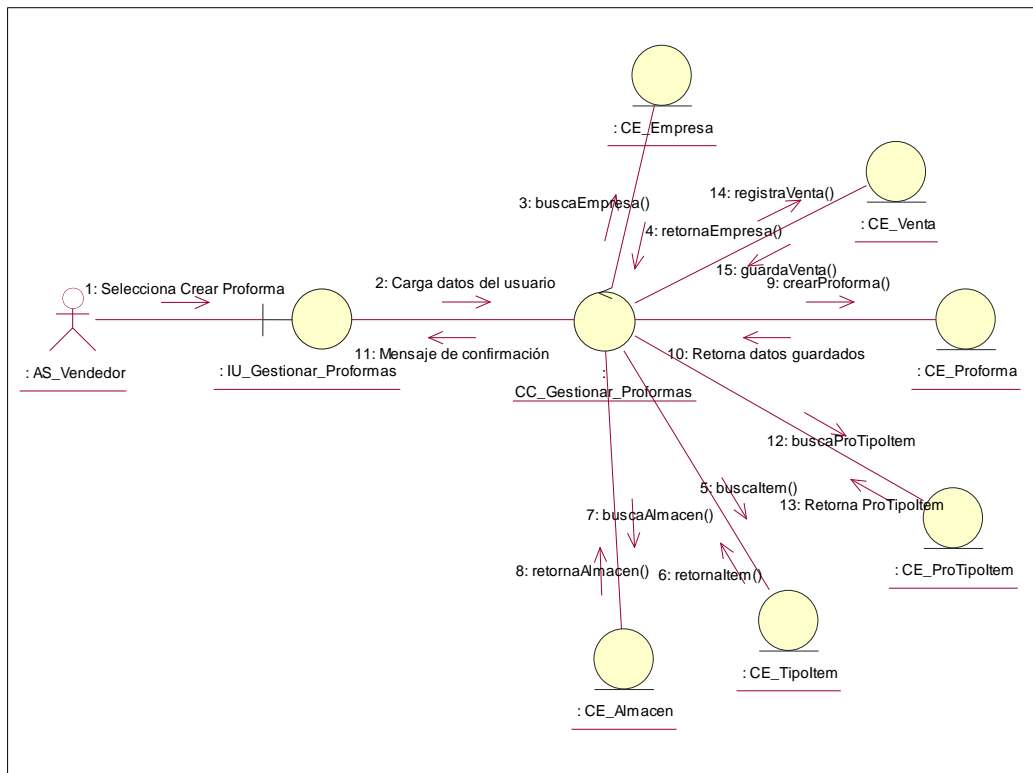 : CE_Empresa
14: registraVenta()
3: buscaEmpresa()
: CE_Venta
4: retornaEmpresa()
15: guardaVenta()
1: Selecciona Crear Proforma
2: Carga datos del usuario
9: crearProforma()
11: Mensaje de confirmación
10: Retorna datos guardados
: AS_Vendedor
: IU_Gestionar_Proformas
:
CC_Gestionar_Proformas
: CE_Proforma
12: buscaProTipoItem
5: buscaItem()
13: Retorna ProTipoItem
7: buscaAlmacen()
8: retornaAlmacen()
6: retornaItem()
: CE_ProTipoItem
: CE_TipoItem
: CE_Almacen